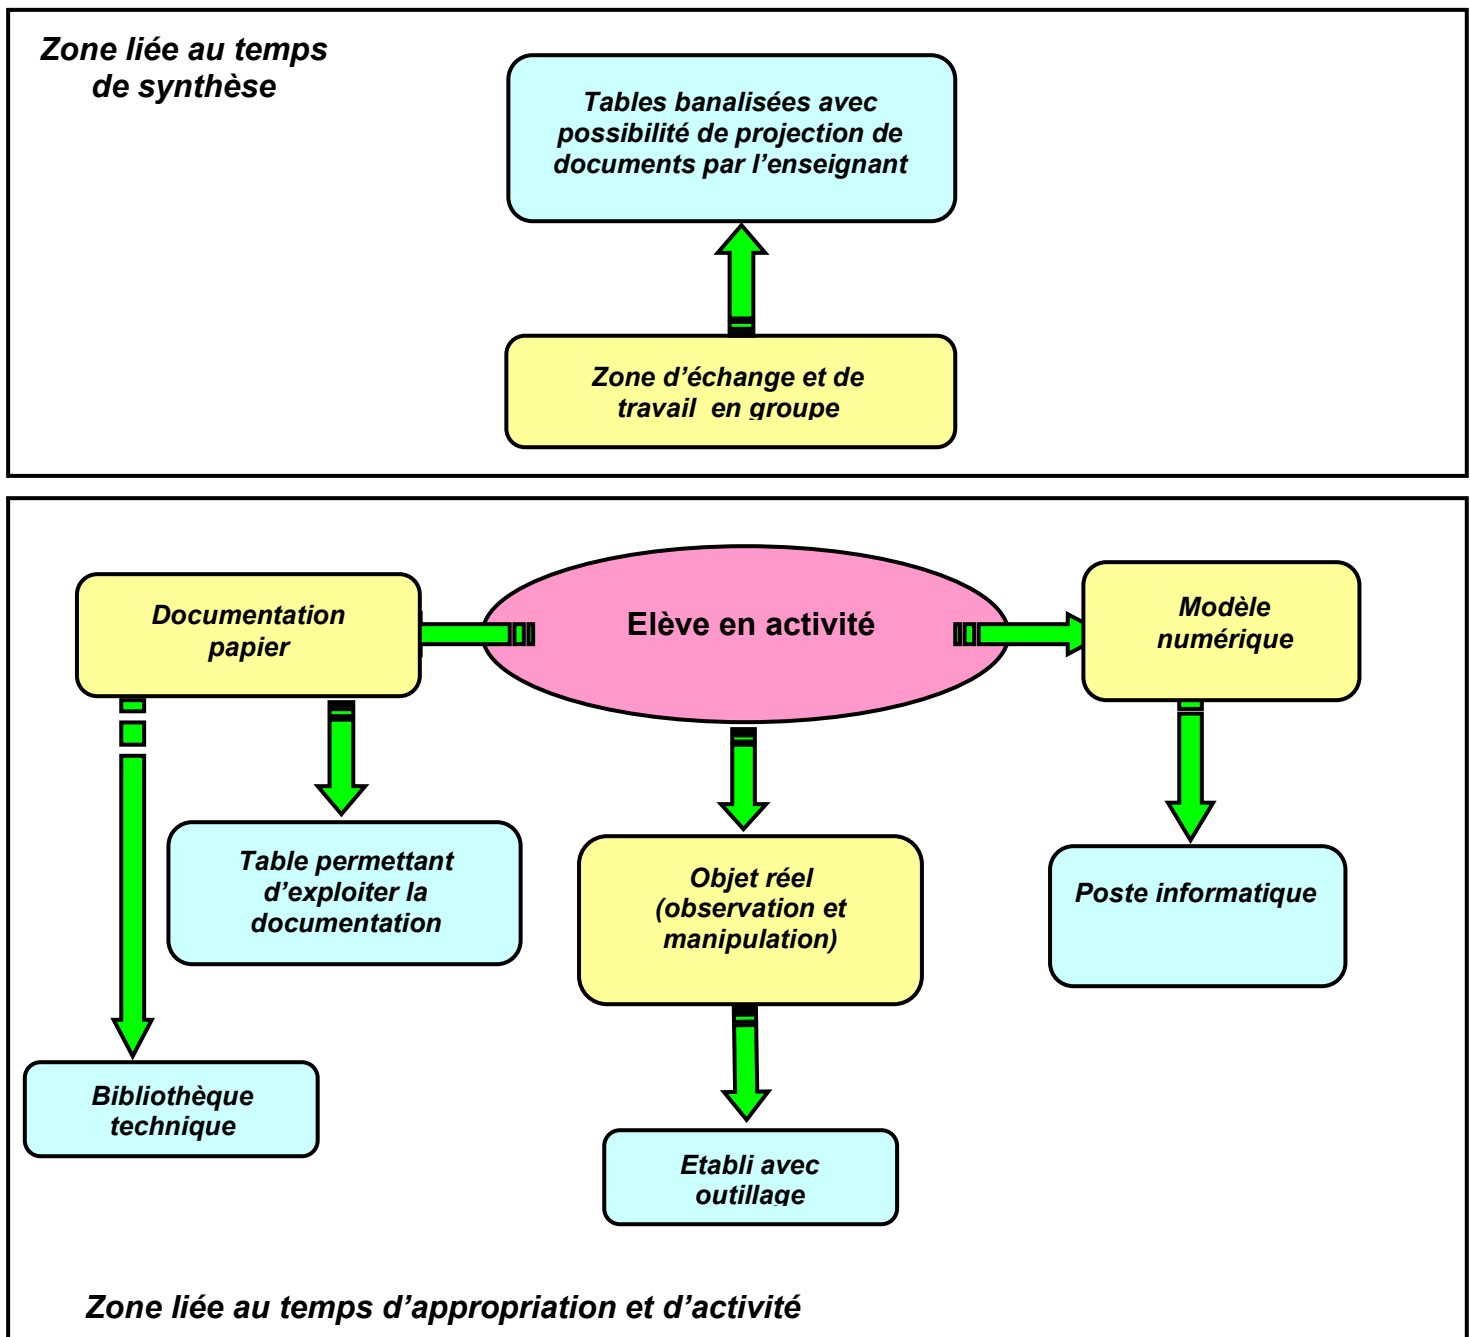 Zone liée au temps
de synthèse
Tables banalisées avec
possibilité de projection de
documents par l’enseignant
Zone d’échange et de
travail  en groupe
Elève en activité
Documentation
papier
Modèle
numérique
Table permettant
d’exploiter la
documentation
Objet réel
(observation et
manipulation)
Poste informatique
Bibliothèque
technique
Etabli avec
outillage
Zone liée au temps d’appropriation et d’activité